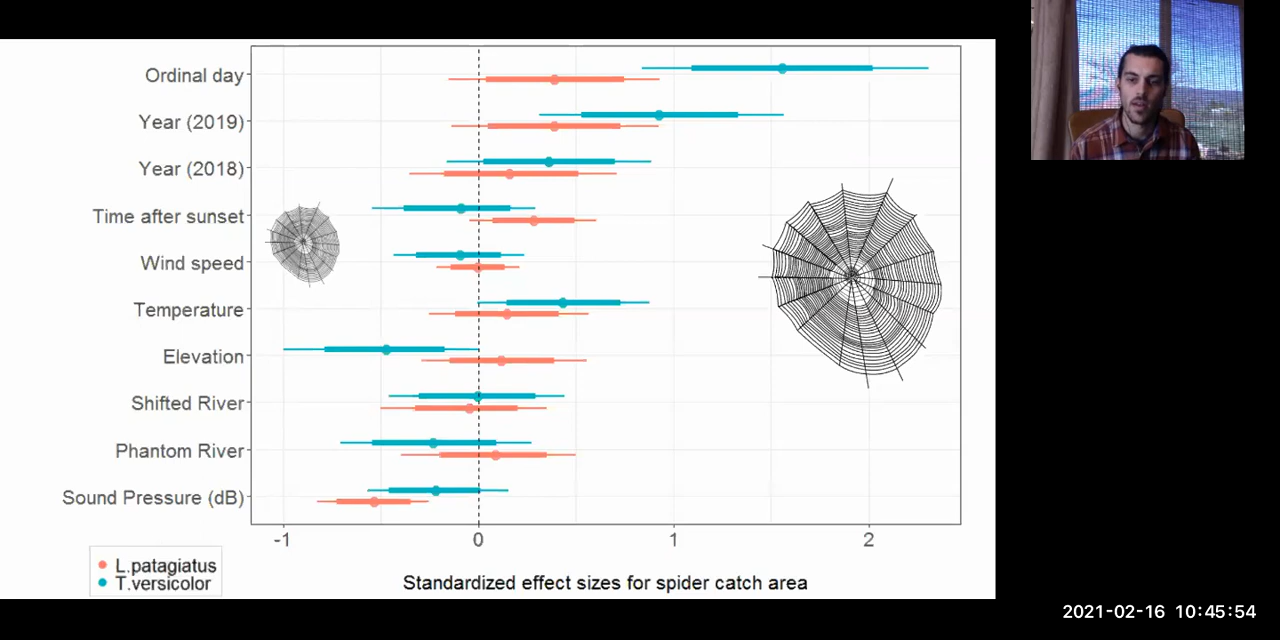 Ordinal day
Year (2019)
Year (2018)
Time after sunset
Wind speed
Temperature
Elevation
Shifted River
Phantom River
Sound Pressure (dB)
-1 0 1 2
L.patagiatus
T.versicolor
Standardized effect sizes for spider catch area
2021-02-16 10:45:54